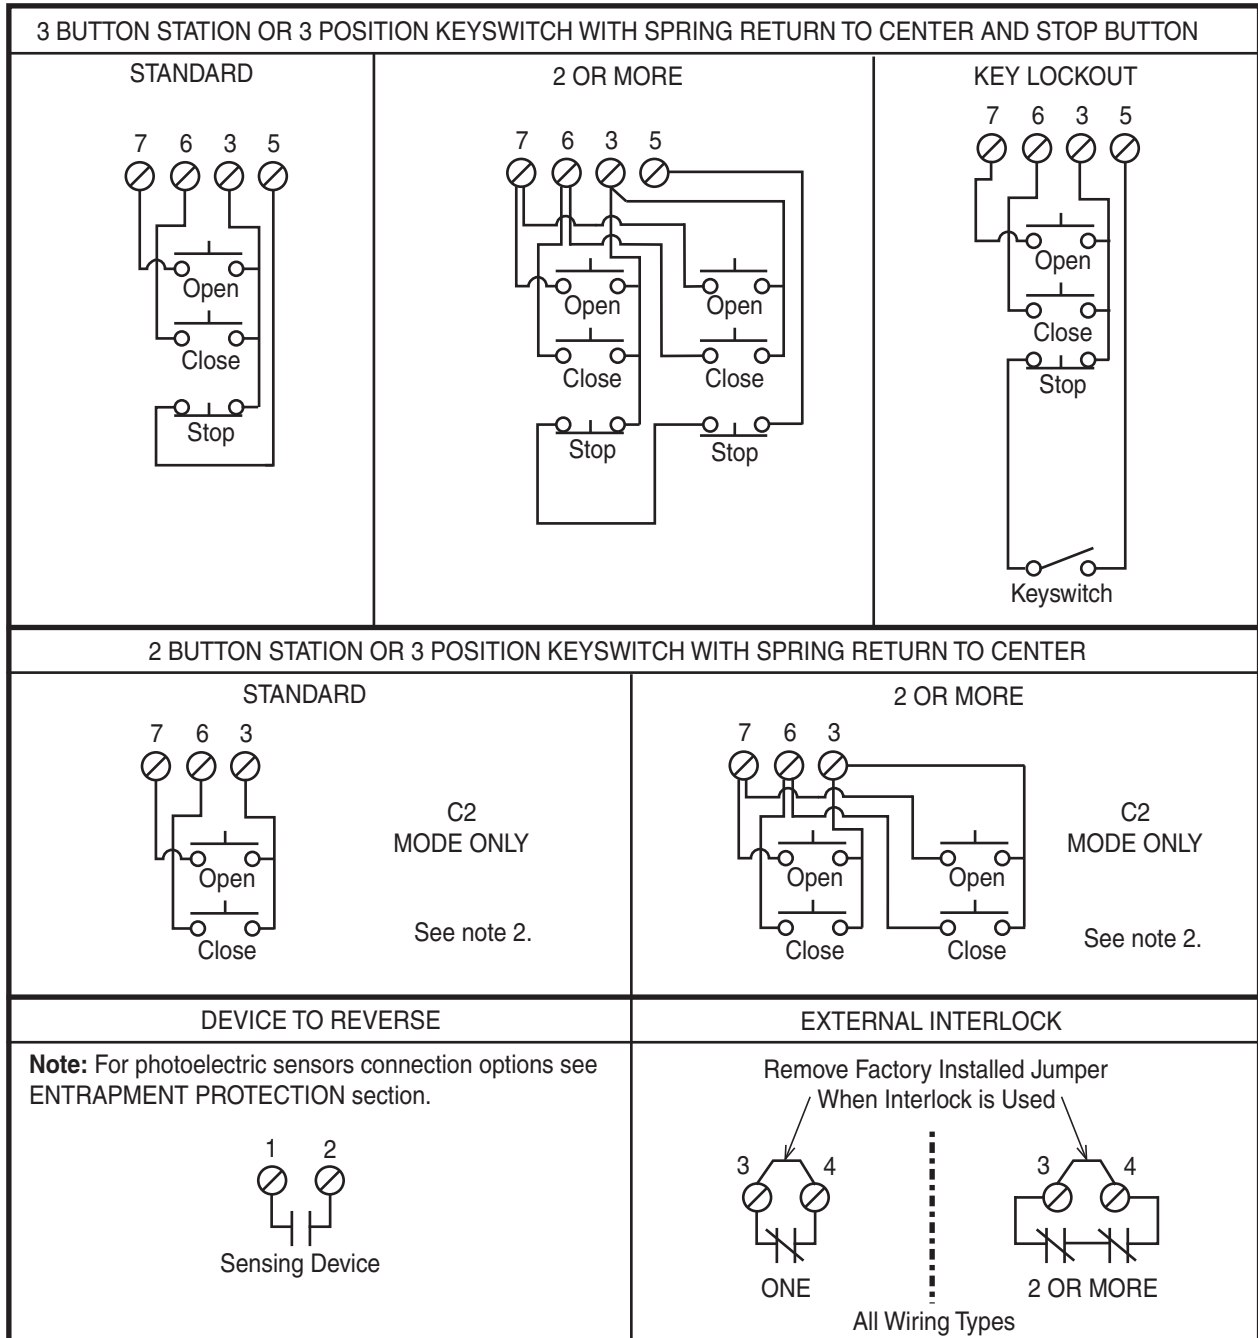 3 BUTTON STATION OR 3 POSITION KEYSWITCH WITH SPRING RETURN TO CENTER AND STOP BUTTON
STANDARD
7 6 3 5
Open
Close
Stop
2 OR MORE
7 6 3 5
Open Open
Close Close
Stop Stop
KEY LOCKOUT
7 6 3 5
Open
Close
Stop
Keyswitch
2 BUTTON STATION OR 3 POSITION KEYSWITCH WITH SPRING RETURN TO CENTER
STANDARD
7 6 3
Open
Close
C2
MODE ONLY
See note 2.
2 OR MORE
7 6 3
Open Open
Close Close
C2
MODE ONLY
See note 2.
DEVICE TO REVERSE
Note: For photoelectric sensors connection options see
ENTRAPMENT PROTECTION section.
1 2
Sensing Device
EXTERNAL INTERLOCK
Remove Factory Installed Jumper
When Interlock is Used
3 4
ONE
3 4
2 OR MORE
All Wiring Types